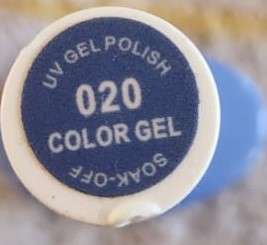 UV GEL POLISH
020
COLOR GEL
SOAK-OFF